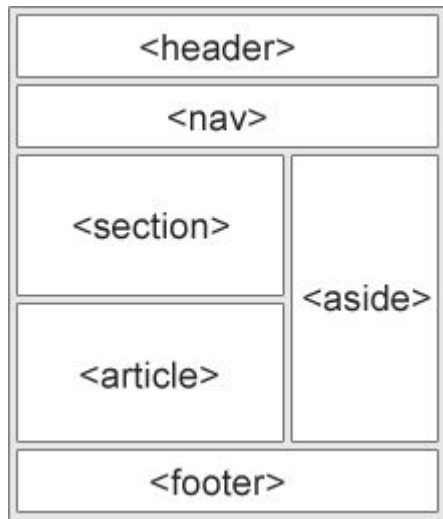 <header>
<nav>
<section>
<aside>
<article>
<footer>